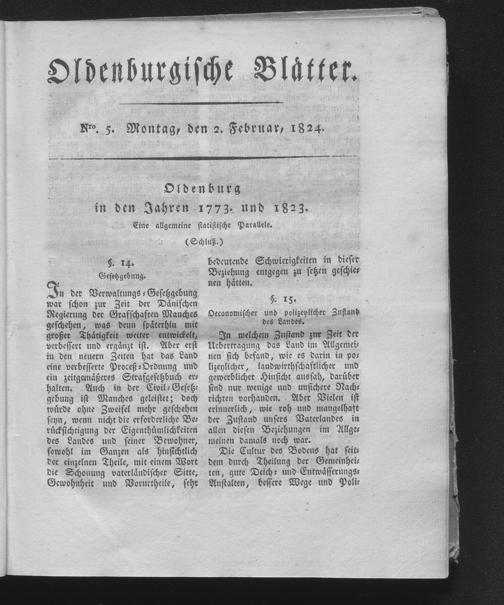 Oldenburgische Blätter.
Nro. 5. Montag, den 2. Februar, 1824.
Oldenburg
in den Jahren 1773. und 1823.
Eine allgemeine statistische Parallele.
(Schluß.)
§. 14.
Gesetzgebung.
In der Verwaltungs-Gesetzgebung
war schon zur Zeit der Dänischen
Regierung der Grafschaften Manches
geschehen, was denn späterhin mit
großer Thätigkeit weiter entwickelt,
verbessert und ergänzt ist. Aber erst
in den neuern Zeiten hat das Land
eine verbesserte Proceß-Ordnung und
ein zeitgemäßeres Strafgesetzbuch er-
halten. Auch in der Civil-Gesetz-
gebung ist Manches geleistet; doch
würde ohne Zweifel mehr geschehen
seyn, wenn nicht die erforderliche Be-
rücksichtigung der Eigenthümlichkeiten
des Landes und seiner Bewohner,
sowohl im Ganzen als hinsichtlich
der einzelnen Theile, mit einem Wort
die Schonung vaterländischer Sitte,
Gewohnheit und Vorurtheile, sehr
bedeutende Schwierigkeiten in dieser
Beziehung entgegen zu setzen geschie-
nen hätten.
§. 15.
Oeconomischer und polizeylicher Zustand
des Landes.
In welchem Zustand zur Zeit der
Uebertragung das Land im Allgemei-
nen sich befand, wie es darin in po-
lizeylicher, landwirthschaftlicher und
gewerblicher Hinsicht aussah, darüber
sind nur wenige und unsichere Nach-
richten vorhanden. Aber Vielen ist
erinnerlich, wie roh und mangelhaft
der Zustand unsers Vaterlandes in
allen diesen Beziehungen im Allge-
meinen damals noch war.
Die Cultur des Bodens hat seit-
dem durch Theilung der Gemeinhei-
ten, gute Deich- und Entwässerungs-
Anstalten, bessere Wege und Poli-